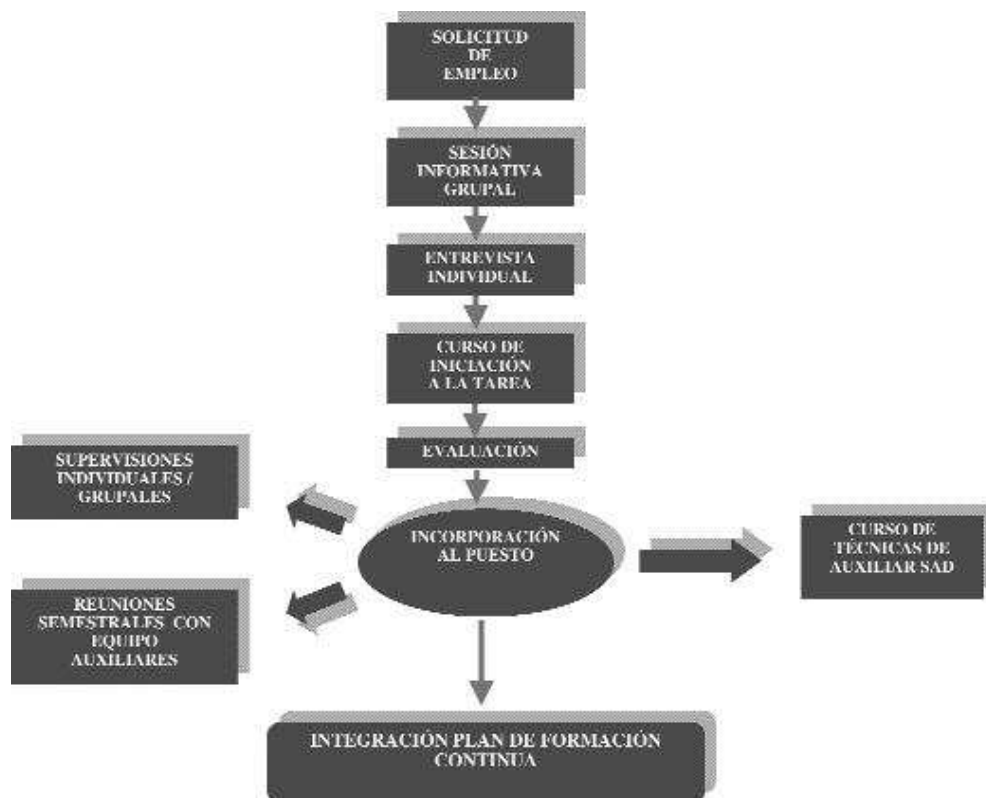 SOLICITUD
DE
EMPLEO
SESIÓN
INFORMATIVA
GRUPAL
ENTREVISTA
INDIVIDUAL
CURSO DE
INICIACIÓN
A LA TAREA
EVALUACIÓN
SUPERVISIONES
INDIVIDUALES /
GRUPALES
INCORPORACIÓN
AL PUESTO
CURSO DE
TÉCNICAS DE
AUXILIAR SAD
REUNIONES
SEMESTRALES CON
EQUIPO
AUXILIARES
INTEGRACIÓN PLAN DE FORMACIÓN
CONTINUA